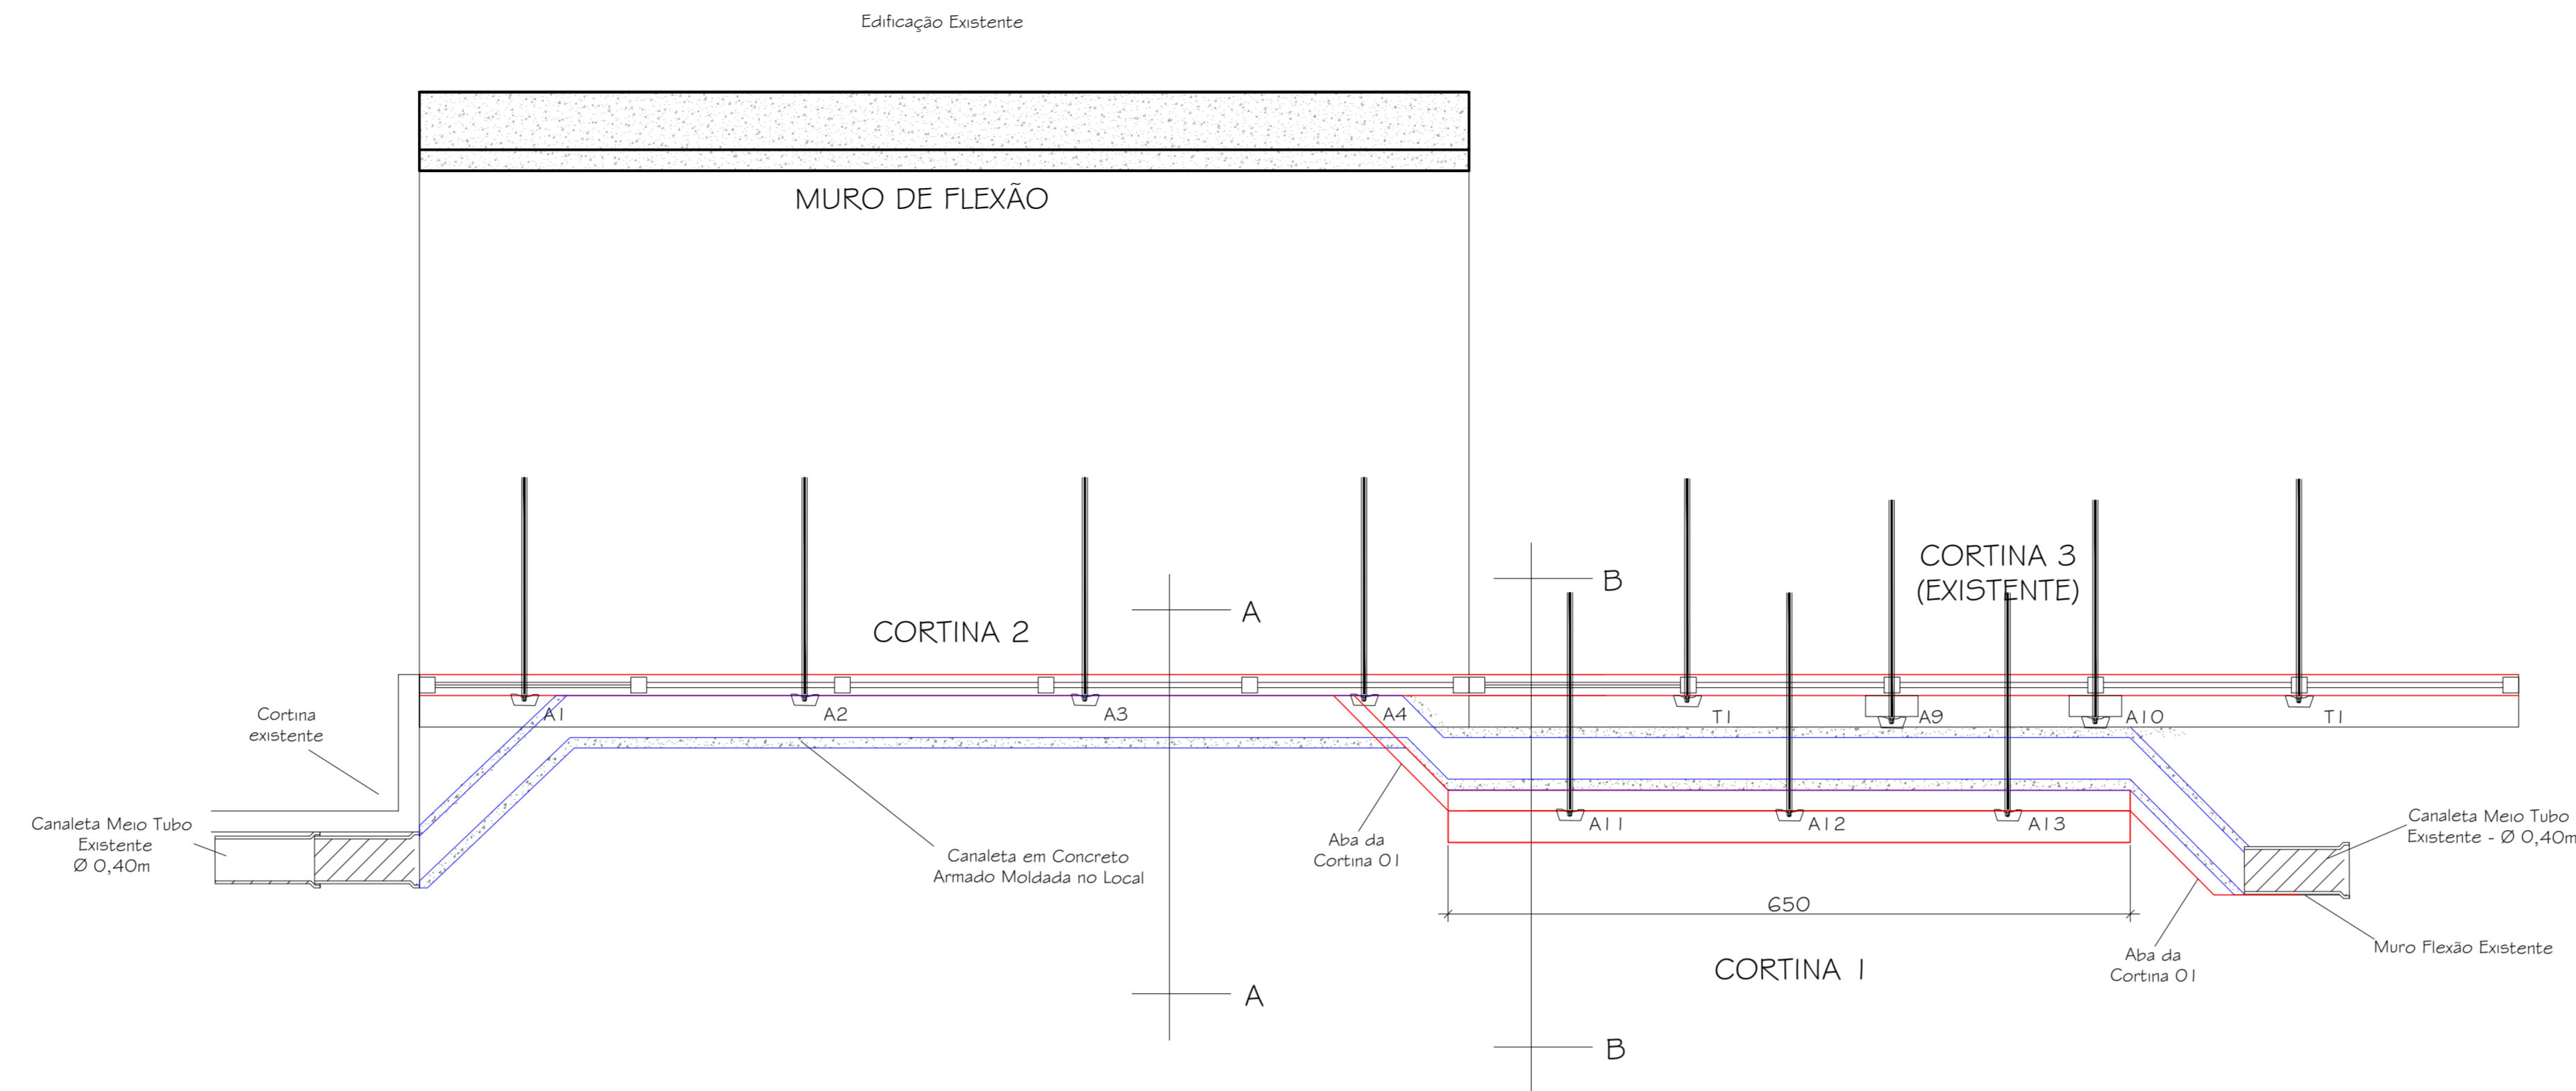 Edificação Existente
MURO DE FLEXÃO
CORTINA 3
(EXISTENTE)
B
A
CORTINA 2
Cortina
existente
A1
A2
A3
A4
T1
A9
A10
T1
Canaleta Meio Tubo
Existente
Ø 0,40m
Canaleta em Concreto
Armado Moldada no Local
Aba da
Cortina 01
A11
A12
A13
Canaleta Meio Tubo
Existente - Ø 0,40m
650
Muro Flexão Existente
Aba da
Cortina 01
CORTINA 1
A
B